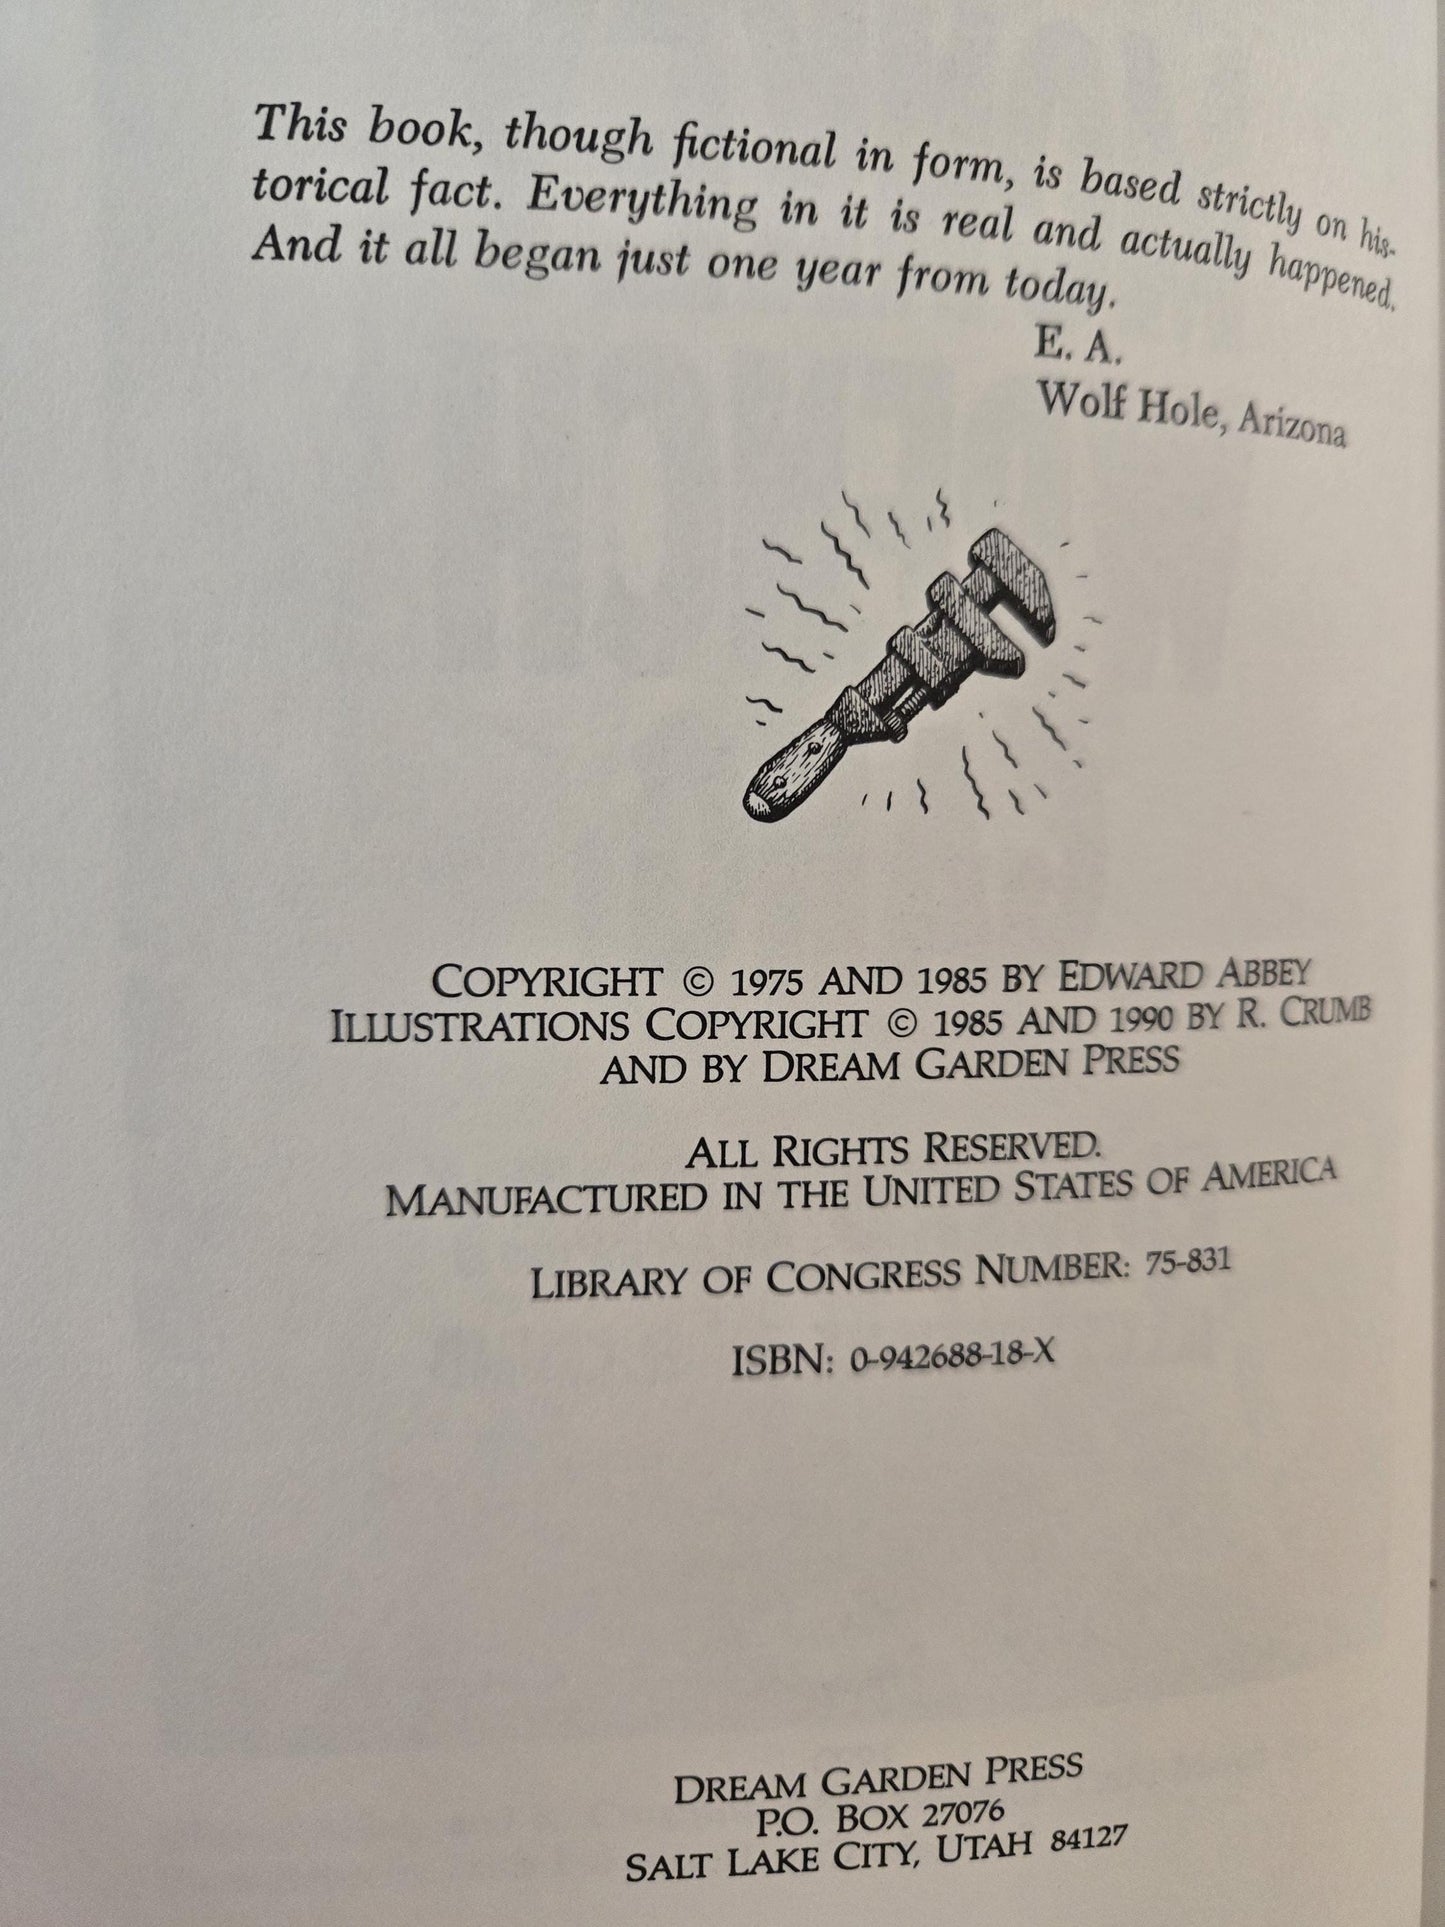 This book, though fictional in form, is based strictly on his-
torical fact. Everything in it is real and actually happened.
And it all began just one year from today.
E. A.
Wolf Hole, Arizona
COPYRIGHT © 1975 AND 1985 BY EDWARD ABBEY
ILLUSTRATIONS COPYRIGHT © 1985 AND 1990 BY R. CRUMB
AND BY DREAM GARDEN PRESS
ALL RIGHTS RESERVED.
MANUFACTURED IN THE UNITED STATES OF AMERICA
LIBRARY OF CONGRESS NUMBER: 75-831
ISBN: 0-942688-18-X
DREAM GARDEN PRESS
P.O. BOX 27076
SALT LAKE CITY, UTAH 84127